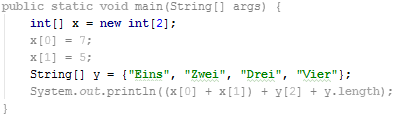 public static void main(String[] args) {
    int[] x = new int[2];
    x[0] = 7;
    x[1] = 5;
    String[] y = {"Eins", "Zwei", "Drei", "Vier"};
    System.out.println((x[0] + x[1]) + y[2] + y.length);
}